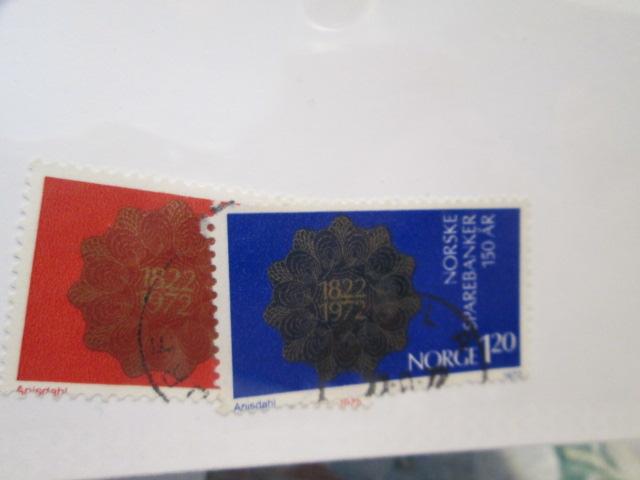 1822
1972
Anisdahl
1822
1972
NORSKE
SPAREBANKER
150 ÅR
NORGE 1.20
Anisdahl